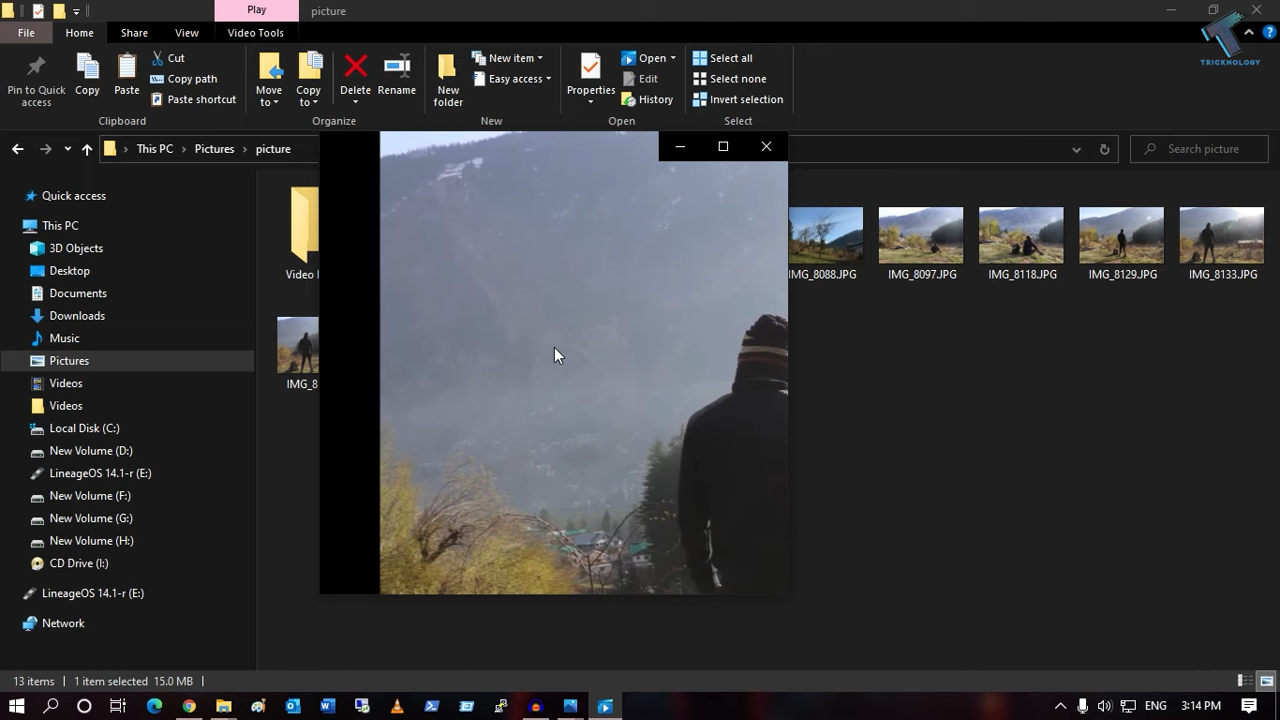 Play
picture
File
Home
Share
View
Video Tools
TRICKNOLOGY
Pin to Quick
access
Copy
Paste
Cut
Copy path
Paste shortcut
Move
to
Copy
to
Delete
Rename
New
folder
New item
Easy access
Properties
Open
Edit
History
Select all
Select none
Invert selection
Clipboard
Organize
New
Open
Select
This PC
Pictures
picture
Search picture
Quick access
This PC
3D Objects
Desktop
Documents
Downloads
Music
Pictures
Videos
Videos
Local Disk (C:)
New Volume (D:)
LineageOS 14.1-r (E:)
New Volume (F:)
New Volume (G:)
New Volume (H:)
CD Drive (I:)
LineageOS 14.1-r (E:)
Network
Video
IMG_8088.JPG
IMG_8097.JPG
IMG_8118.JPG
IMG_8129.JPG
IMG_8133.JPG
IMG_8
13 items
1 item selected 15.0 MB
ENG
3:14 PM